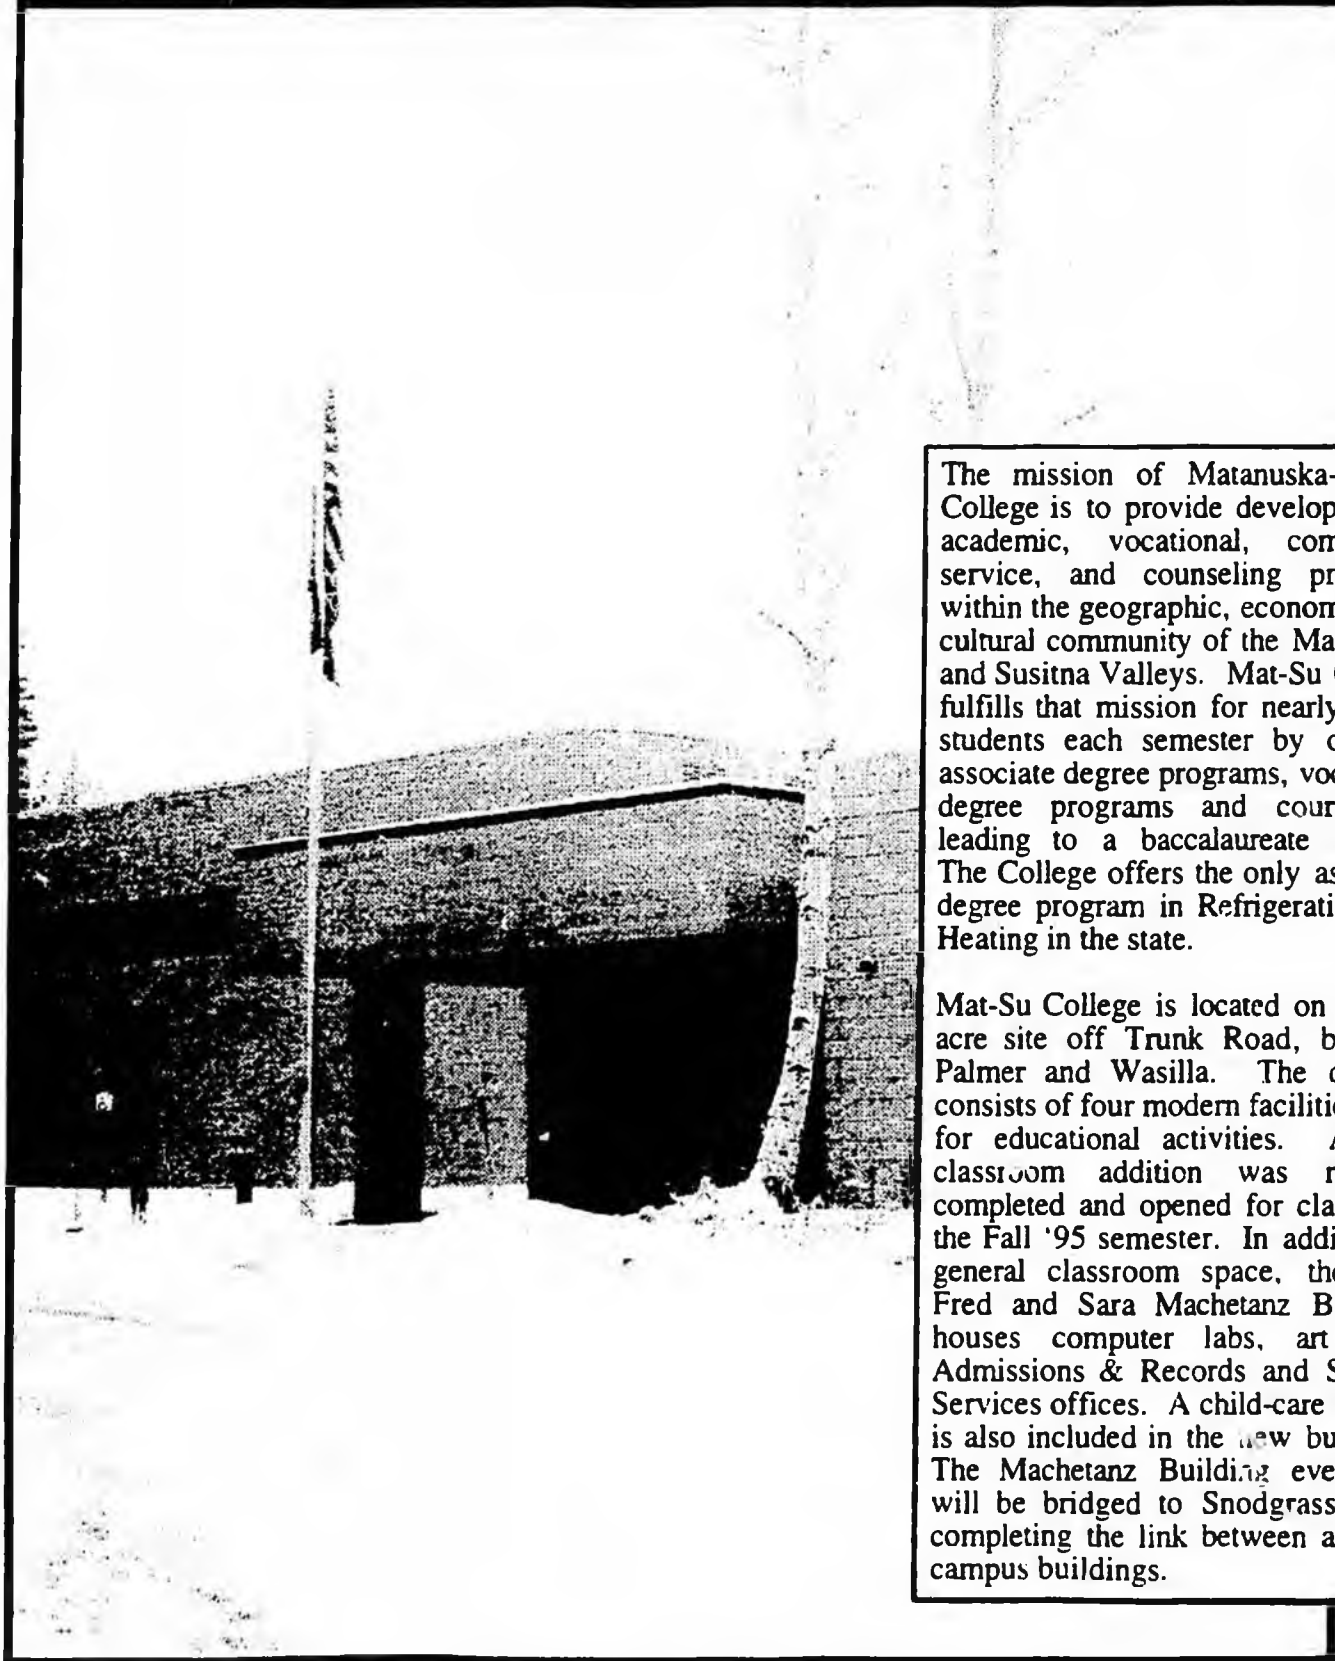 The mission of Matanuska-
College is to provide develop
academic, vocational, com
service, and counseling pr
within the geographic, econom
cultural community of the Ma
and Susitna Valleys. Mat-Su
fulfills that mission for nearly
students each semester by
associate degree programs, voc
degree programs and cour
leading to a baccalaureate
The College offers the only as
degree program in Refrigerati
Heating in the state.
Mat-Su College is located on
acre site off Trunk Road, b
Palmer and Wasilla. The
consists of four modern faciliti
for educational activities.
classroom addition was r
completed and opened for cla
the Fall '95 semester. In addi
general classroom space, the
Fred and Sara Machetanz B
houses computer labs, art
Admissions & Records and S
Services offices. A child-care
is also included in the new bu
The Machetanz Building eve
will be bridged to Snodgrass
completing the link between a
campus buildings.